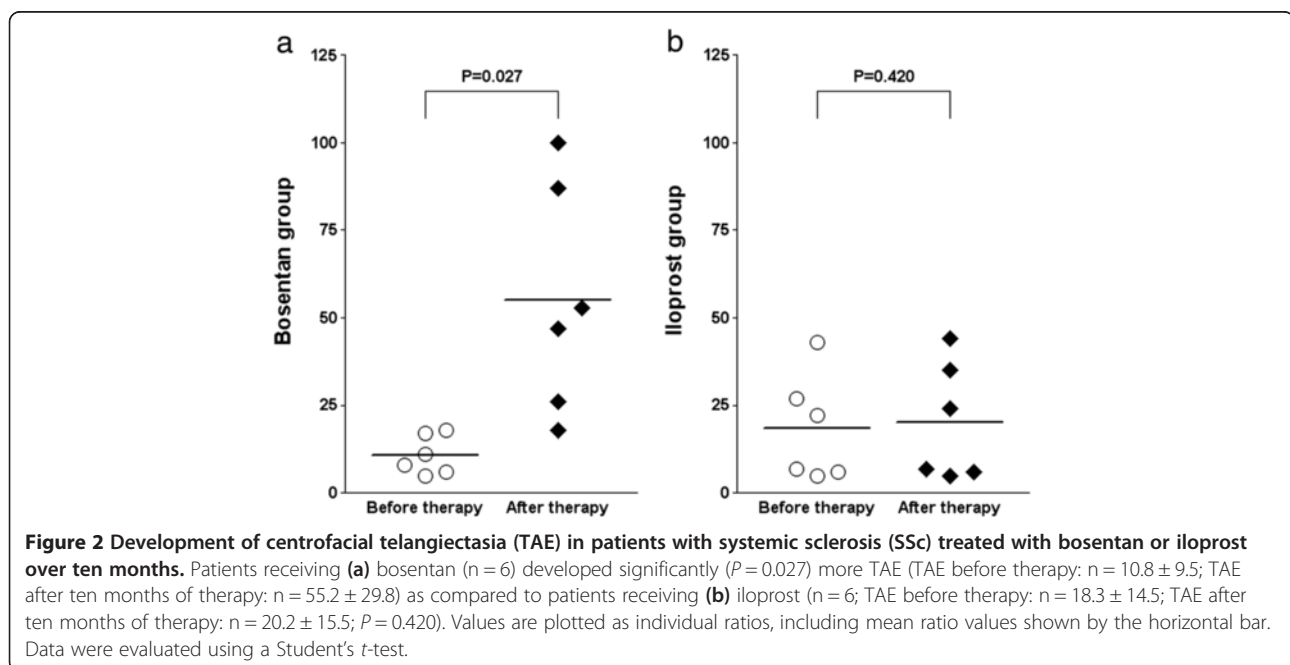 a
b
125
100
75
50
25
0
Bosentan group
P=0.027
Before therapy
After therapy
125
100
75
50
25
0
Iloprost group
P=0.420
Before therapy
After therapy
Figure 2 Development of centrofacial telangiectasia (TAE) in patients with systemic sclerosis (SSc) treated with bosentan or iloprost
over ten months. Patients receiving (a) bosentan (n = 6) developed significantly (P = 0.027) more TAE (TAE before therapy: n = 10.8 ± 9.5; TAE
after ten months of therapy: n = 55.2 ± 29.8) as compared to patients receiving (b) iloprost (n = 6; TAE before therapy: n = 18.3 ± 14.5; TAE after
ten months of therapy: n = 20.2 ± 15.5; P = 0.420). Values are plotted as individual ratios, including mean ratio values shown by the horizontal bar.
Data were evaluated using a Student's t-test.